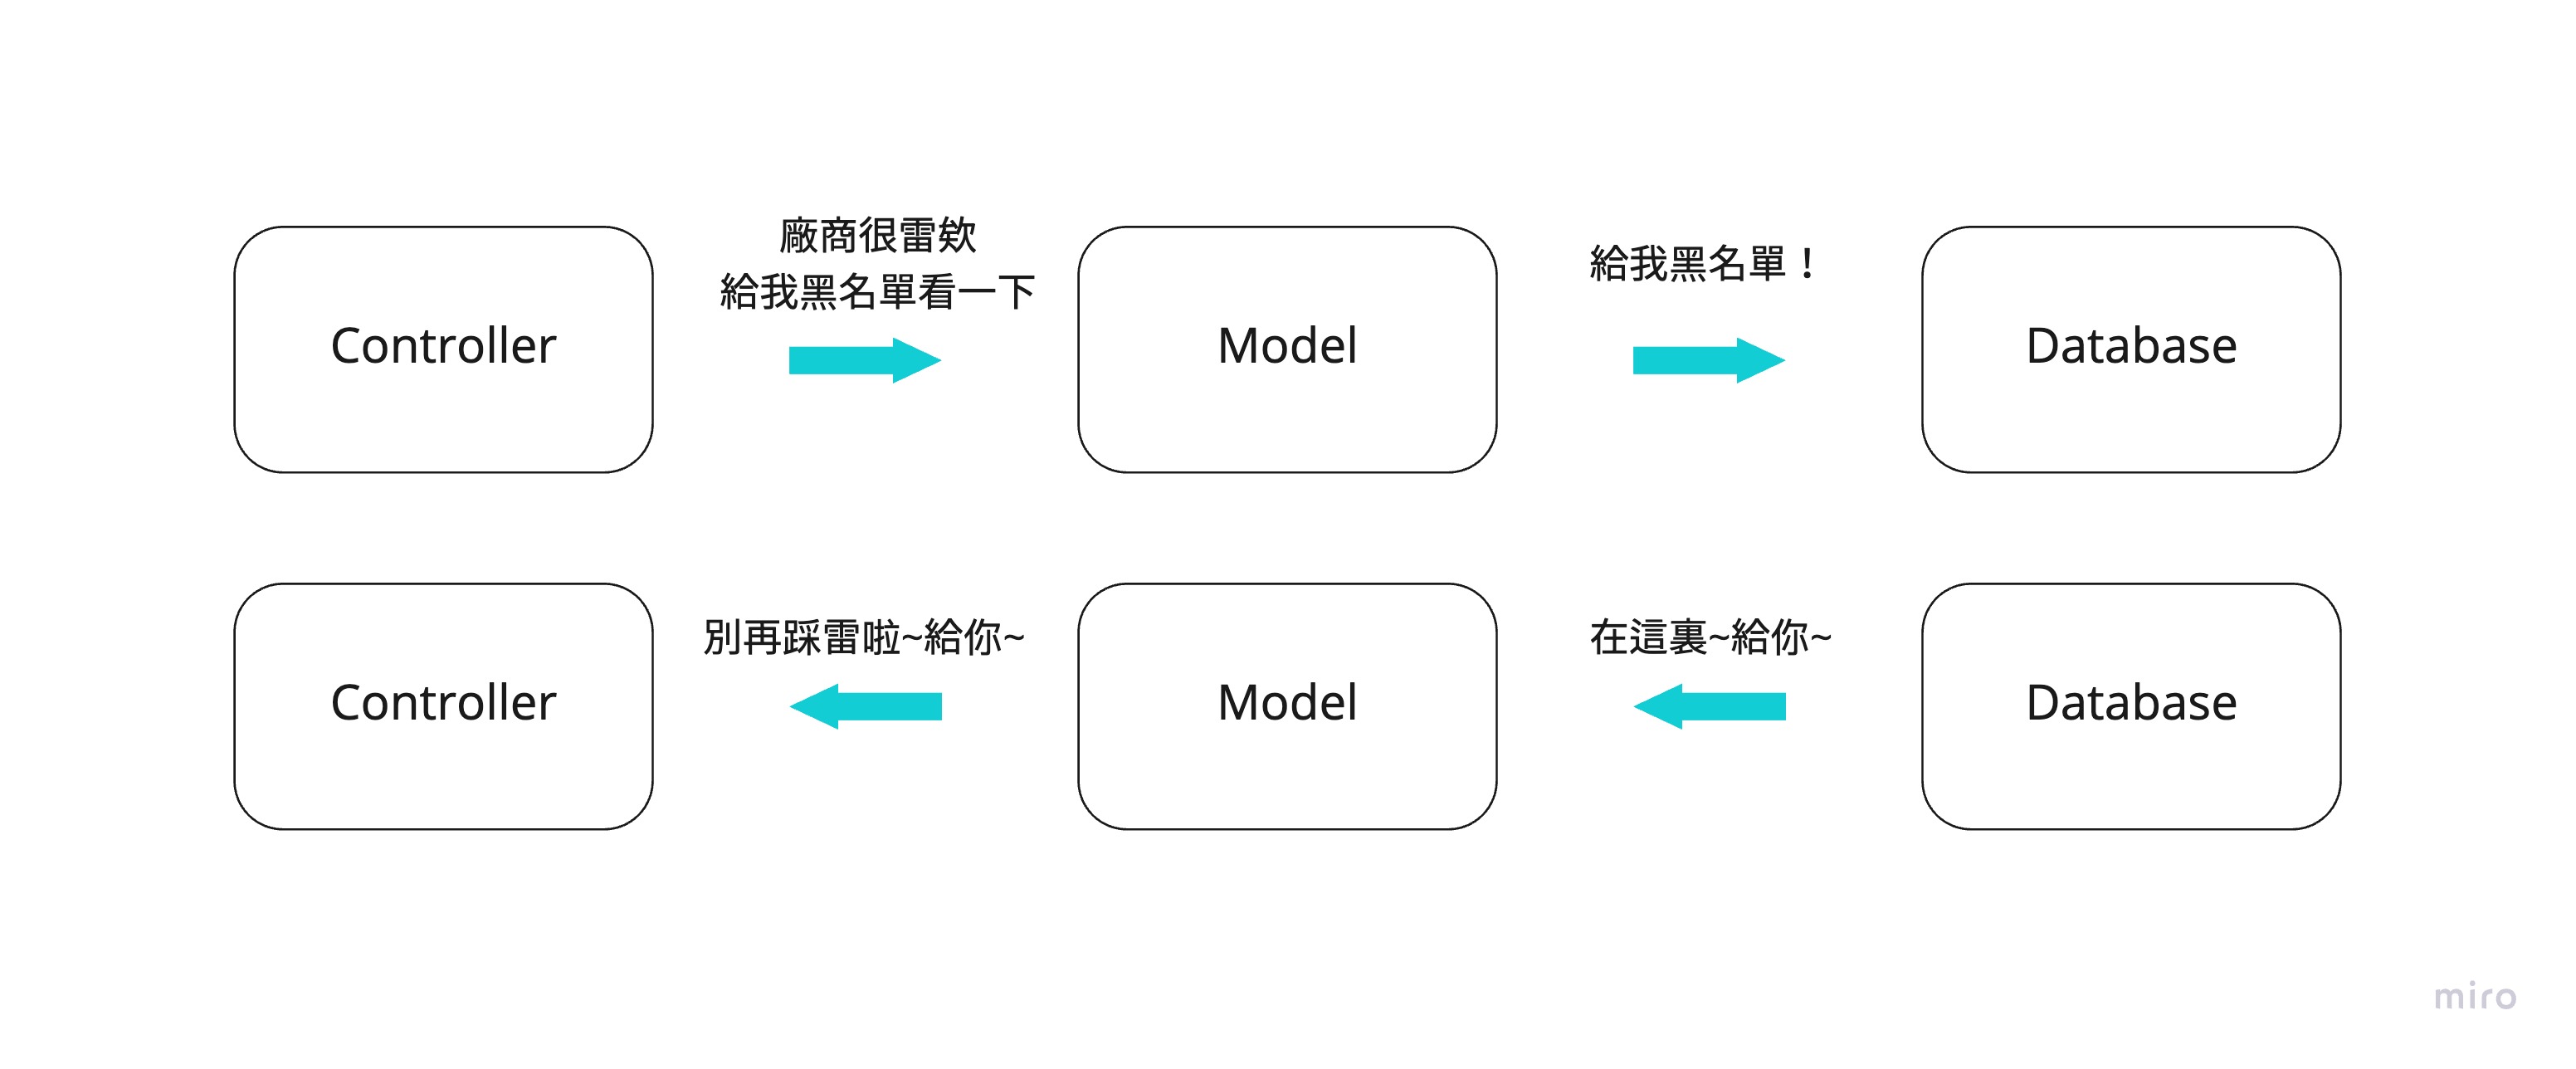 廠商很雷欸
給我黑名單看一下
給我黑名單！
Controller
Model
Database
別再踩雷啦~給你~
在這裏~給你~
Controller
Model
Database
miro